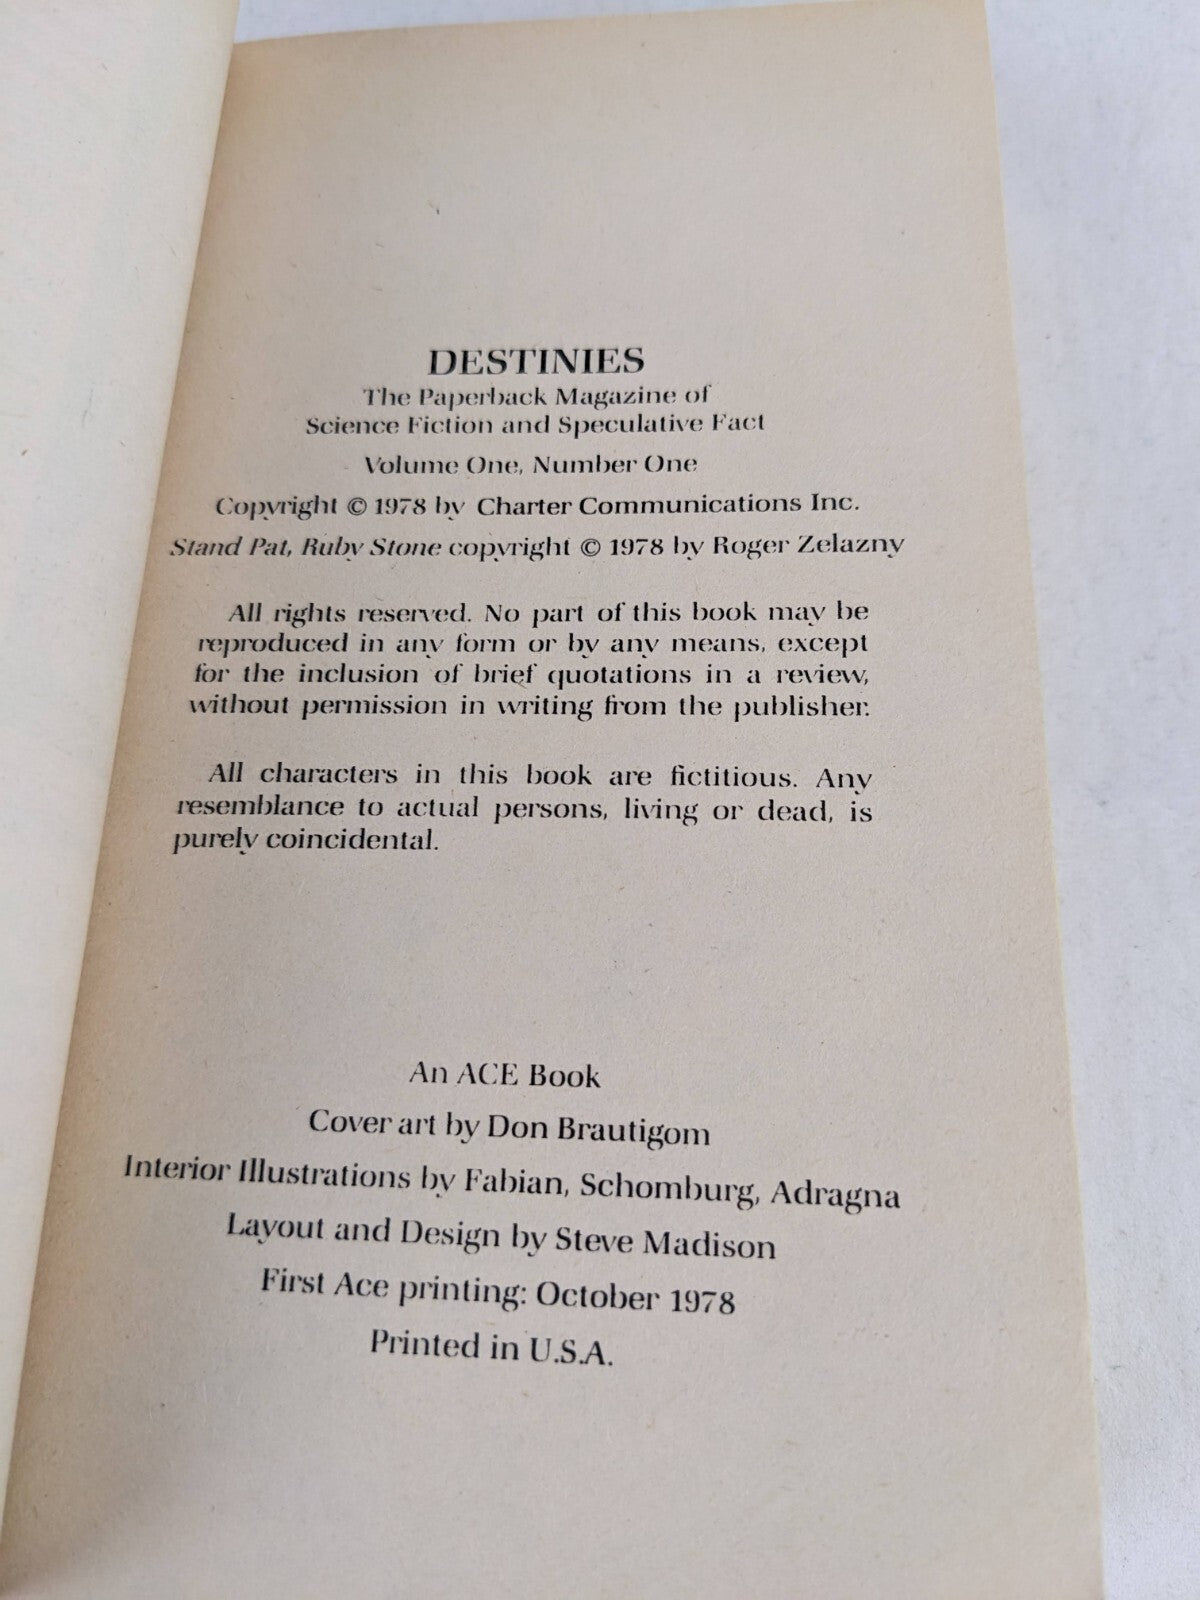 DESTINIES
The Paperback Magazine of
Science Fiction and Speculative Fact
Volume One, Number One
Copyright © 1978 by Charter Communications Inc.
Stand Pat, Ruby Stone copyright © 1978 by Roger Zelazny
All rights reserved. No part of this book may be
reproduced in any form or by any means, except
for the inclusion of brief quotations in a review,
without permission in writing from the publisher.
All characters in this book are fictitious. Any
resemblance to actual persons, living or dead, is
purely coincidental.
An ACE Book
Cover art by Don Brautigom
Interior Illustrations by Fabian, Schomburg, Adragna
Layout and Design by Steve Madison
First Ace printing: October 1978
Printed in U.S.A.